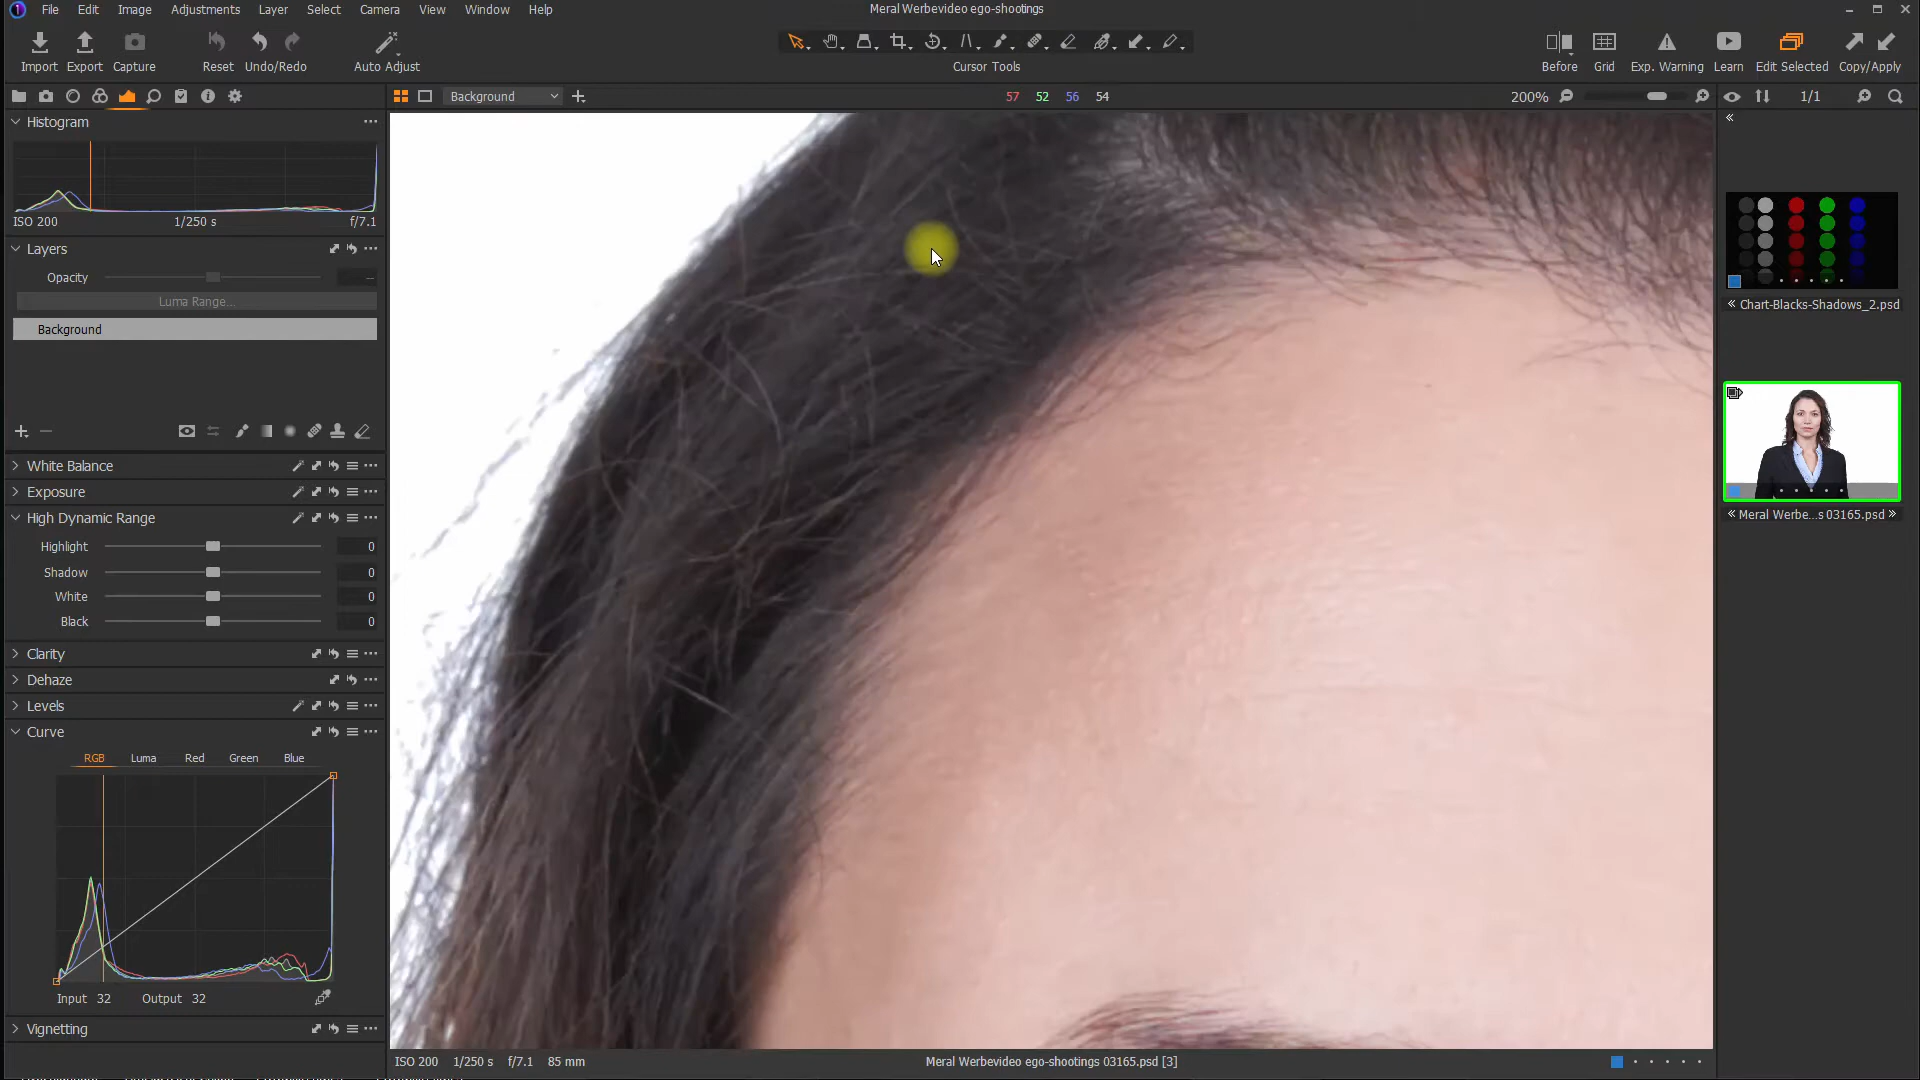 File Edit Image Adjustments Layer Select Camera View Window Help
Meral Werbevideo ego-shootings
Import Export Capture Reset Undo/Redo Auto Adjust
Cursor Tools
Before Grid Exp. Warning Learn Edit Selected Copy/Apply
Background
57 52 56 54
200%
1/1
Histogram
ISO 200 1/250 s f/7.1
Layers
Opacity
Luma Range...
Background
White Balance
Exposure
High Dynamic Range
Highlight 0
Shadow 0
White 0
Black 0
Clarity
Dehaze
Levels
Curve
RGB Luma Red Green Blue
Input 32 Output 32
Vignetting
Chart-Blacks-Shadows_2.psd
Meral Werbe...s 03165.psd
ISO 200 1/250 s f/7.1 85 mm
Meral Werbevideo ego-shootings 03165.psd [3]